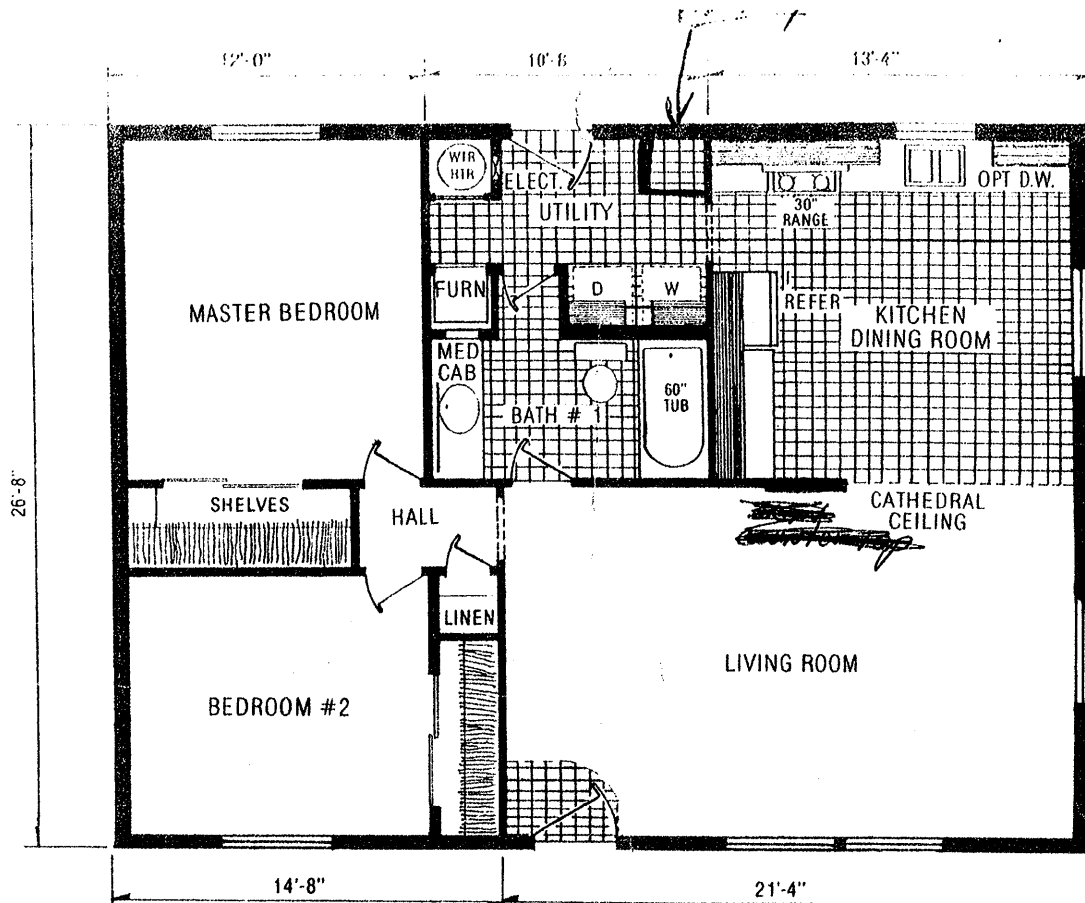 12'-0"
10'-8
13'-4"
WTR
HTR
ELECT.
UTILITY
30"
RANGE
OPT D.W.
MASTER BEDROOM
FURN
D
W
REFER
KITCHEN
DINING ROOM
MED
CAB
BATH # 1
60"
TUB
26'-8"
SHELVES
HALL
CATHEDRAL
CEILING
LINEN
LIVING ROOM
BEDROOM #2
14'-8"
21'-4"